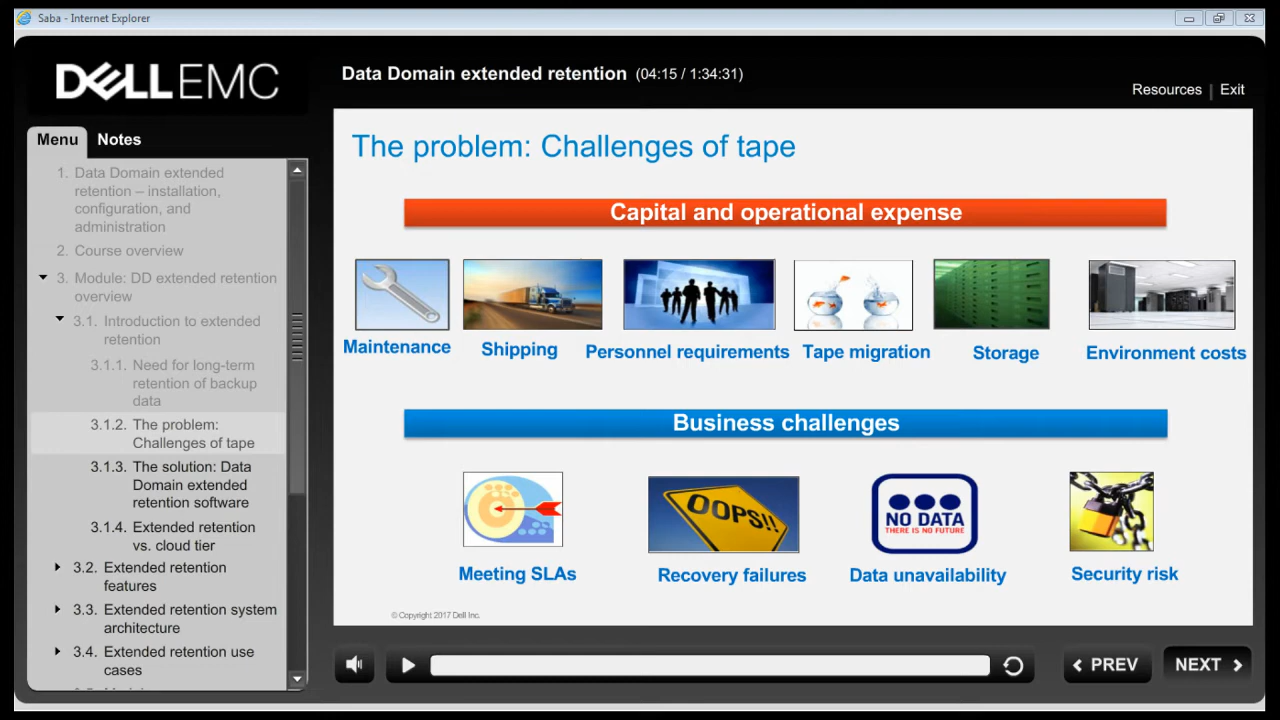 Saba - Internet Explorer
DELLEMC
Data Domain extended retention (04:15 / 1:34:31)
Resources | Exit
Menu
Notes
1. Data Domain extended
retention – installation,
configuration, and
administration
2. Course overview
3. Module: DD extended retention
overview
3.1. Introduction to extended
retention
3.1.1. Need for long-term
retention of backup
data
3.1.2. The problem:
Challenges of tape
3.1.3. The solution: Data
Domain extended
retention software
3.1.4. Extended retention
vs. cloud tier
3.2. Extended retention
features
3.3. Extended retention system
architecture
3.4. Extended retention use
cases
The problem: Challenges of tape
Capital and operational expense
Maintenance
Shipping
Personnel requirements
Tape migration
Storage
Environment costs
Business challenges
OOPS!!
NO DATA
THERE IS NO FUTURE
Meeting SLAs
Recovery failures
Data unavailability
Security risk
© Copyright 2017 Dell Inc.
PREV
NEXT